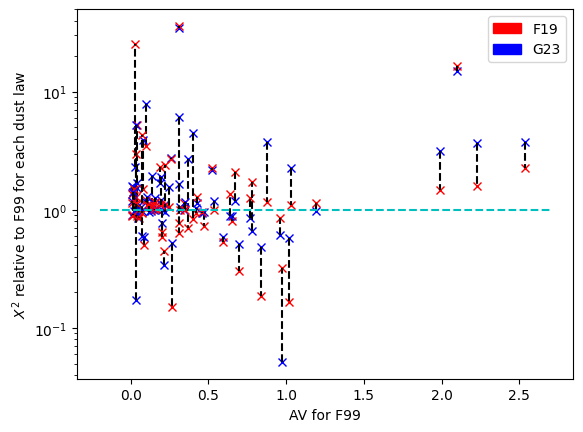 X² relative to F99 for each dust law
10¹
10⁰
10⁻¹
F19
G23
0.0 0.5 1.0 1.5 2.0 2.5
AV for F99